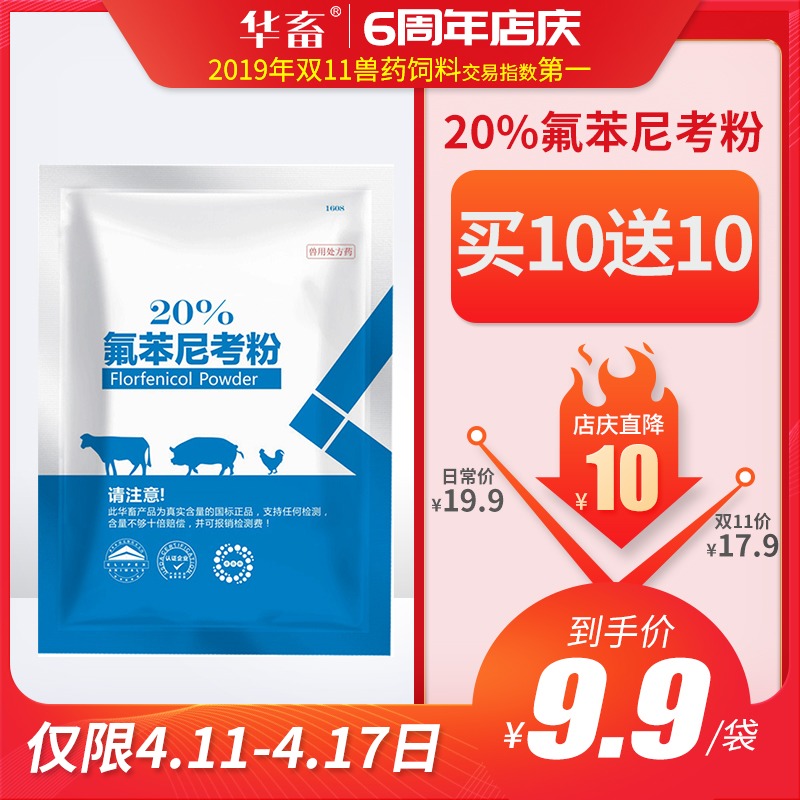 华畜® 6周年店庆
2019年双11兽药饲料交易指数第一
20%氟苯尼考粉
买10送10
160g
兽用处方药
20%
氟苯尼考粉
Florfenicol Powder
请注意!
此华畜产品为真实含量的国标正品，支持任何检测，
含量不够十倍赔偿，并可报销检测费！
认证企业
店庆直降
¥10
日常价
¥19.9
双11价
¥17.9
到手价
¥9.9/袋
仅限4.11-4.17日